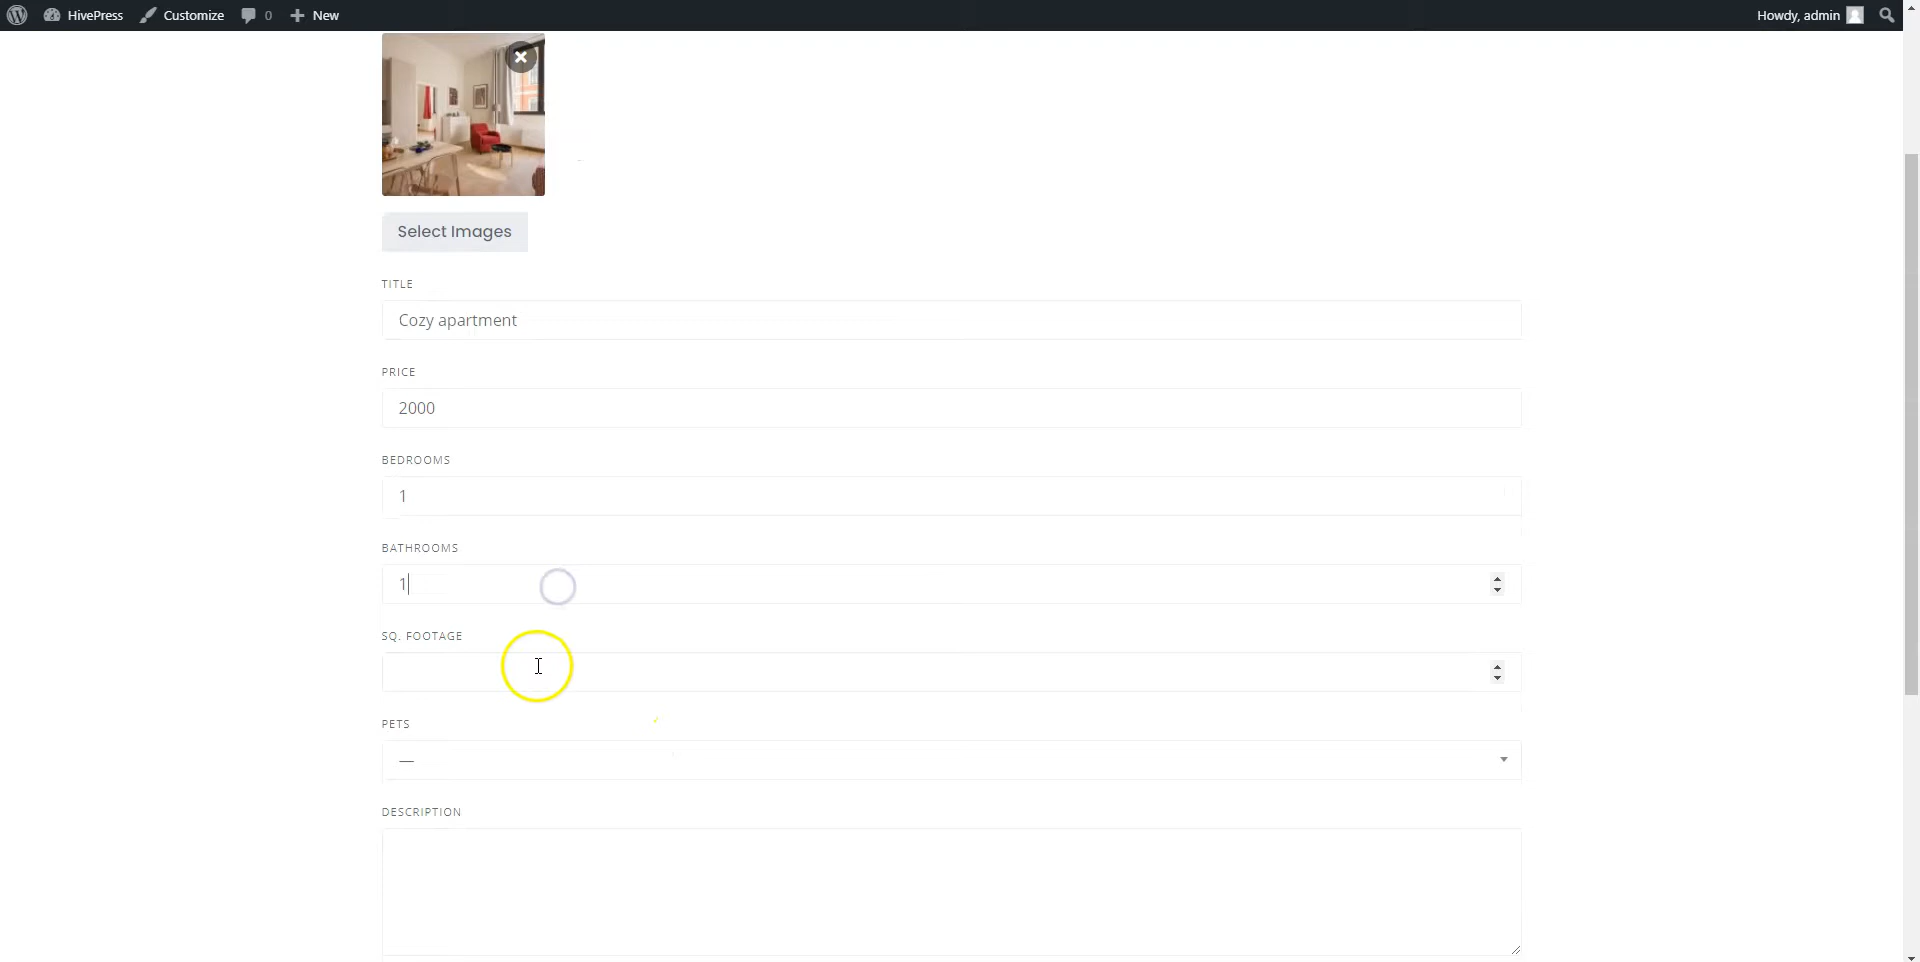 HivePress Customize 0 New Howdy, admin
Select Images
TITLE
Cozy apartment
PRICE
2000
BEDROOMS
1
BATHROOMS
1
SQ. FOOTAGE
PETS
—
DESCRIPTION